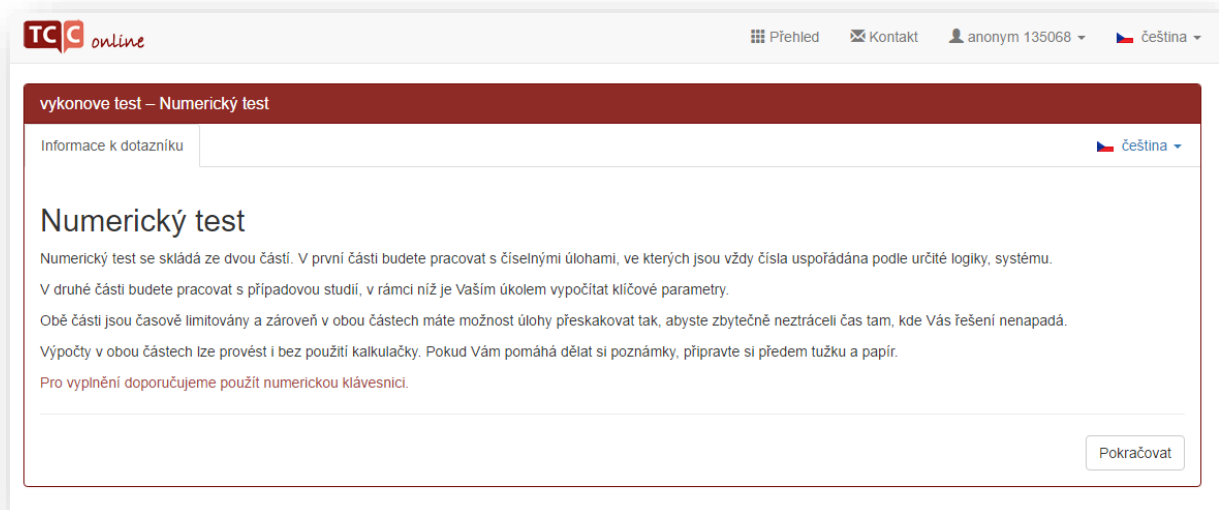 TCC online
Přehled
Kontakt
anonym 135068
čeština
vykonove test – Numerický test
Informace k dotazníku
čeština
Numerický test
Numerický test se skládá ze dvou částí. V první části budete pracovat s číselnými úlohami, ve kterých jsou vždy čísla uspořádána podle určité logiky, systému.
V druhé části budete pracovat s případovou studií, v rámci níž je Vaším úkolem vypočítat klíčové parametry.
Obě části jsou časově limitovány a zároveň v obou částech máte možnost úlohy přeskakovat tak, abyste zbytečně neztráceli čas tam, kde Vás řešení nenapadá.
Výpočty v obou částech lze provést i bez použití kalkulačky. Pokud Vám pomáhá dělat si poznámky, připravte si předem tužku a papír.
Pro vyplnění doporučujeme použít numerickou klávesnici.
Pokračovat